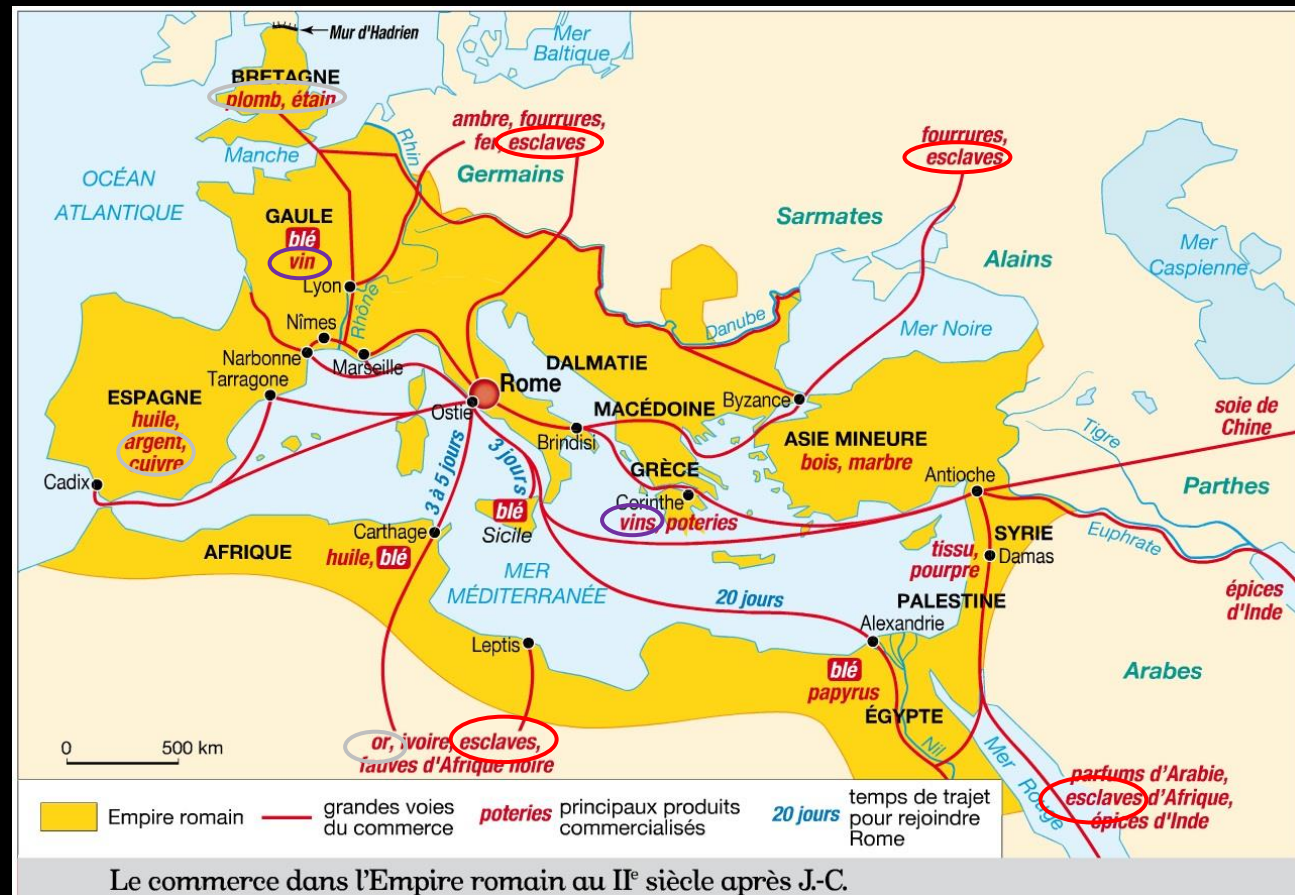 Mur d'Hadrien
Mer
Baltique
BRETAGNE
plomb, étain
ambre, fourrures,
fer, esclaves
Germains
Rhin
Manche
fourrures,
esclaves
OCÉAN
ATLANTIQUE
Sarmates
Alains
Mer
Caspienne
GAULE
blé
vin
Lyon
Rhône
Nîmes
Narbonne
Marseille
Tarragone
Danube
Mer Noire
DALMATIE
Rome
Ostie
ESPAGNE
huile,
argent,
cuivre
Cadix
MACÉDOINE
Byzance
Brindisi
ASIE MINEURE
bois, marbre
GRÈCE
Corinthe
vins, poteries
Antioche
soie de
Chine
Tigre
Parthes
Euphrate
3 à 5 jours
3 jours
blé
Sicile
Carthage
huile, blé
AFRIQUE
MER
MÉDITERRANÉE
SYRIE
Damas
tissu,
pourpre
PALESTINE
épices
d'Inde
20 jours
Alexandrie
Leptis
blé
papyrus
ÉGYPTE
Nil
Arabes
Mer Rouge
or, ivoire, esclaves,
fauves d'Afrique noire
parfums d'Arabie,
esclaves d'Afrique,
épices d'Inde
0 500 km
Empire romain
grandes voies
du commerce
poteries
principaux produits
commercialisés
20 jours
temps de trajet
pour rejoindre
Rome
Le commerce dans l'Empire romain au IIe siècle après J.-C.